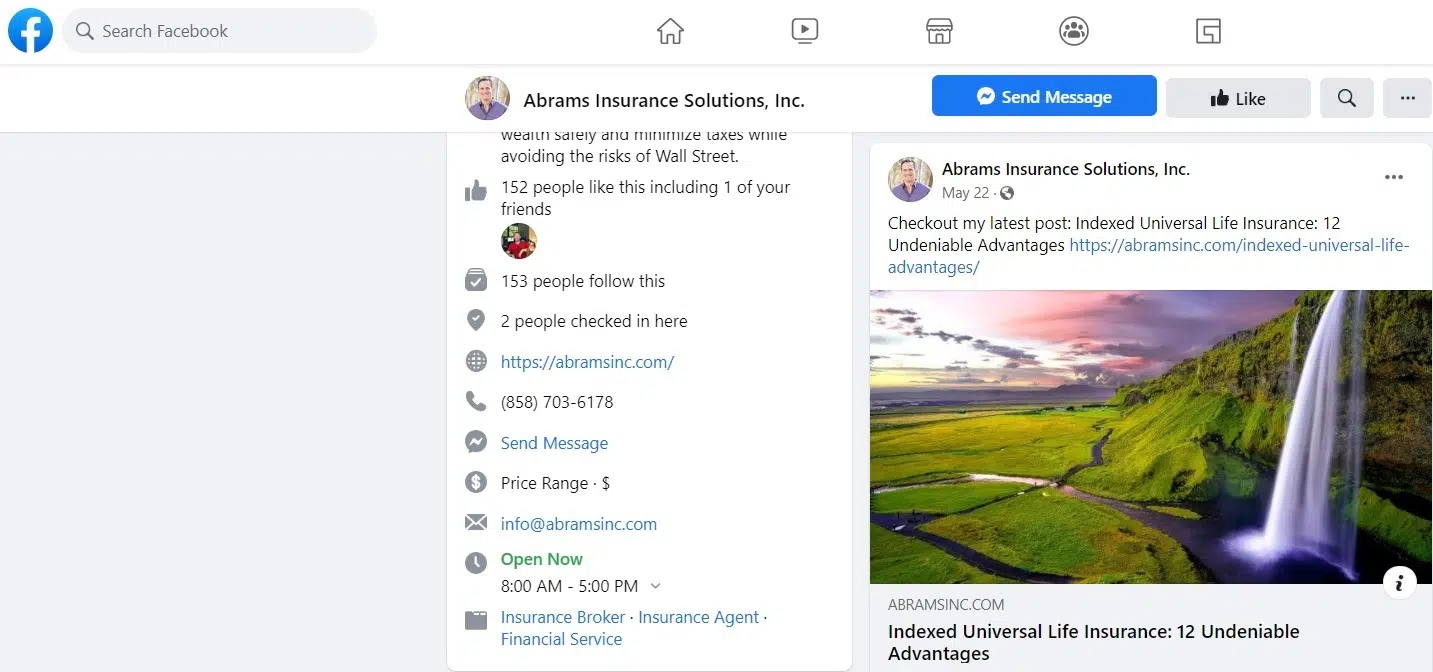 Search Facebook
Abrams Insurance Solutions, Inc.
Send Message
Like
wealth safely and minimize taxes while
avoiding the risks of Wall Street.
152 people like this including 1 of your
friends
153 people follow this
2 people checked in here
https://abramsinc.com/
(858) 703-6178
Send Message
Price Range · $
info@abramsinc.com
Open Now
8:00 AM - 5:00 PM
Insurance Broker · Insurance Agent ·
Financial Service
Abrams Insurance Solutions, Inc.
May 22 ·
Checkout my latest post: Indexed Universal Life Insurance: 12
Undeniable Advantages https://abramsinc.com/indexed-universal-life-
advantages/
ABRAMSINC.COM
Indexed Universal Life Insurance: 12 Undeniable
Advantages